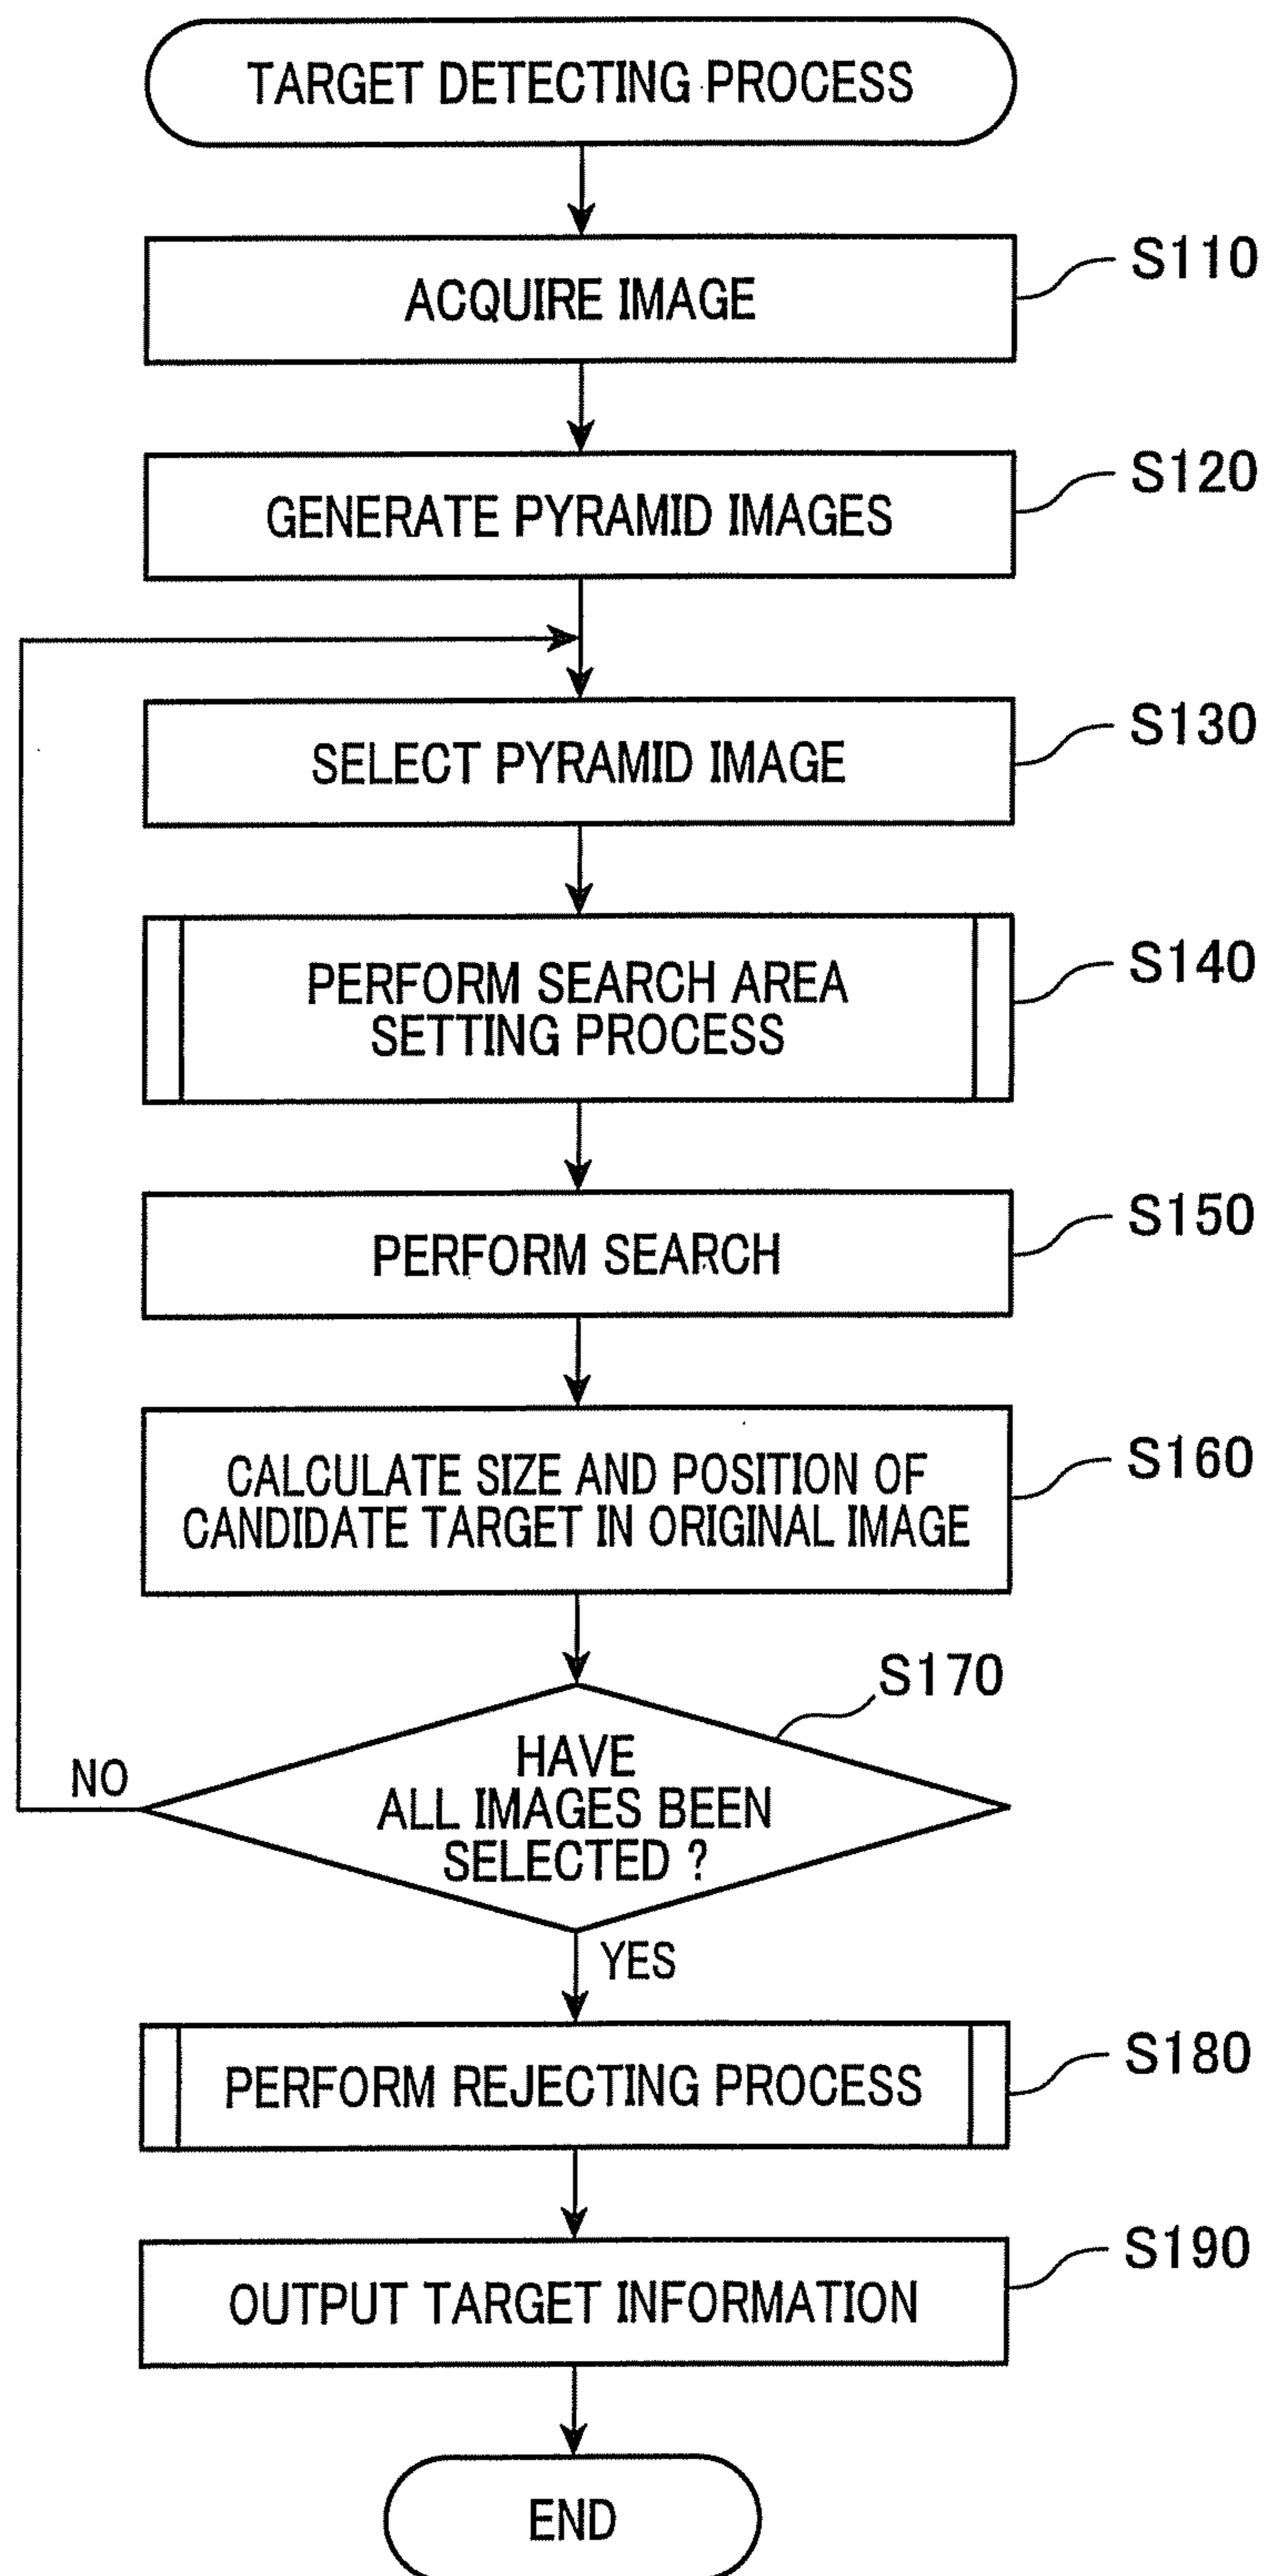 TARGET DETECTING PROCESS
S110
ACQUIRE IMAGE
S120
GENERATE PYRAMID IMAGES
S130
SELECT PYRAMID IMAGE
S140
PERFORM SEARCH AREA
SETTING PROCESS
S150
PERFORM SEARCH
S160
CALCULATE SIZE AND POSITION OF
CANDIDATE TARGET IN ORIGINAL IMAGE
S170
HAVE
ALL IMAGES BEEN
SELECTED ?
NO
YES
S180
PERFORM REJECTING PROCESS
S190
OUTPUT TARGET INFORMATION
END